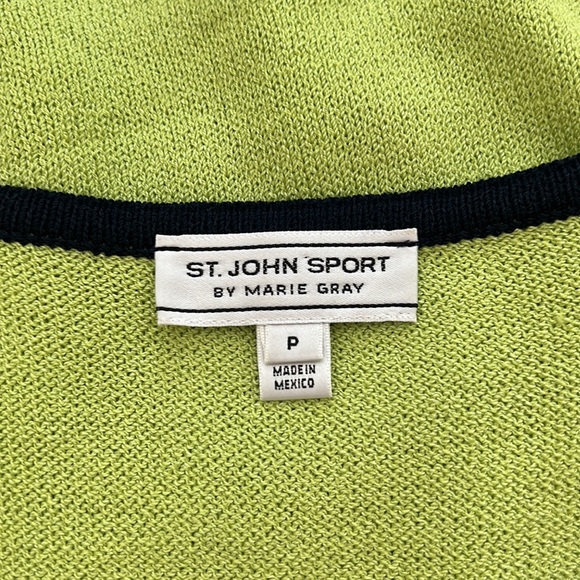 ST. JOHN SPORT
BY MARIE GRAY
P
MADE IN
MEXICO